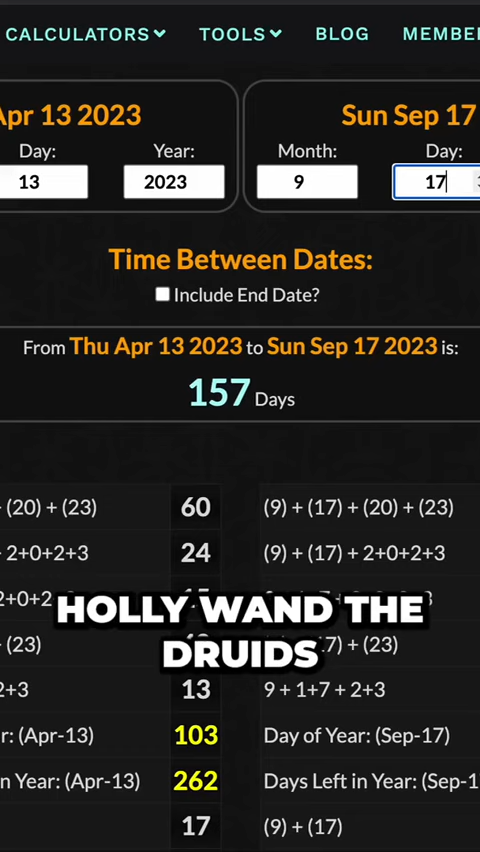 CALCULATORS TOOLS BLOG MEMBE
Apr 13 2023 Sun Sep 17
Day: Year: Month: Day:
13 2023 9 17
Time Between Dates:
Include End Date?
From Thu Apr 13 2023 to Sun Sep 17 2023 is:
157 Days
(20) + (23) 60 (9) + (17) + (20) + (23)
2+0+2+3 24 (9) + (17) + 2+0+2+3
HOLLY WAND THE
DRUIDS
(23) (23)
2+3 13 9 + 1+7 + 2+3
r: (Apr-13) 103 Day of Year: (Sep-17)
n Year: (Apr-13) 262 Days Left in Year: (Sep-1
17 (9) + (17)